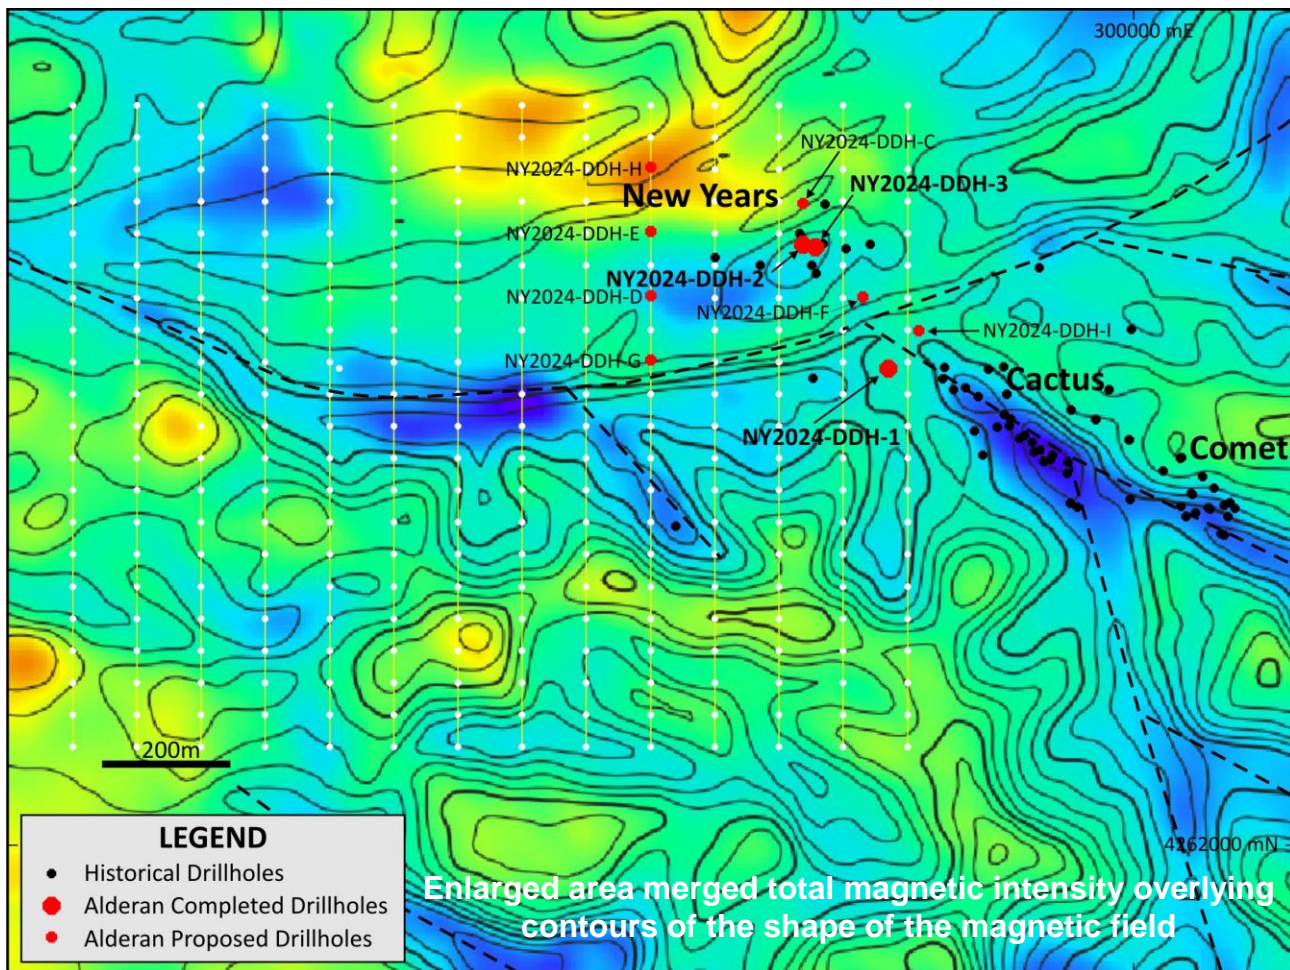 300000 mE
NY2024-DDH-C
NY2024-DDH-H
NY2024-DDH-3
New Years
NY2024-DDH-E
NY2024-DDH-2
NY2024-DDH-D
NY2024-DDH-F
NY2024-DDH-I
NY2024-DDH-G
Cactus
NY2024-DDH-1
Comet
200m
LEGEND
Historical Drillholes
Alderan Completed Drillholes
Alderan Proposed Drillholes
4262000 mN
Enlarged area merged total magnetic intensity overlying
contours of the shape of the magnetic field